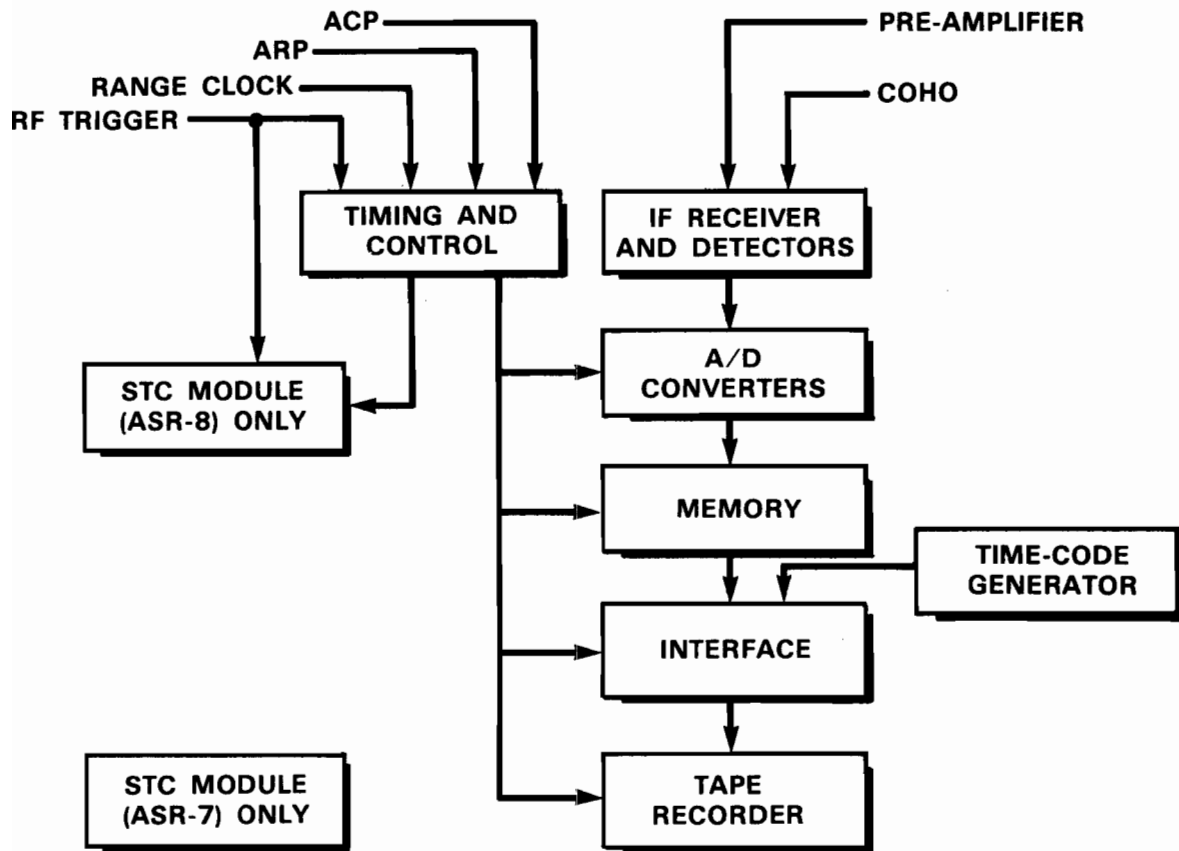 ACP
ARP
RANGE CLOCK
RF TRIGGER
PRE-AMPLIFIER
COHO
TIMING AND
CONTROL
IF RECEIVER
AND DETECTORS
STC MODULE
(ASR-8) ONLY
A/D
CONVERTERS
MEMORY
TIME-CODE
GENERATOR
INTERFACE
STC MODULE
(ASR-7) ONLY
TAPE
RECORDER